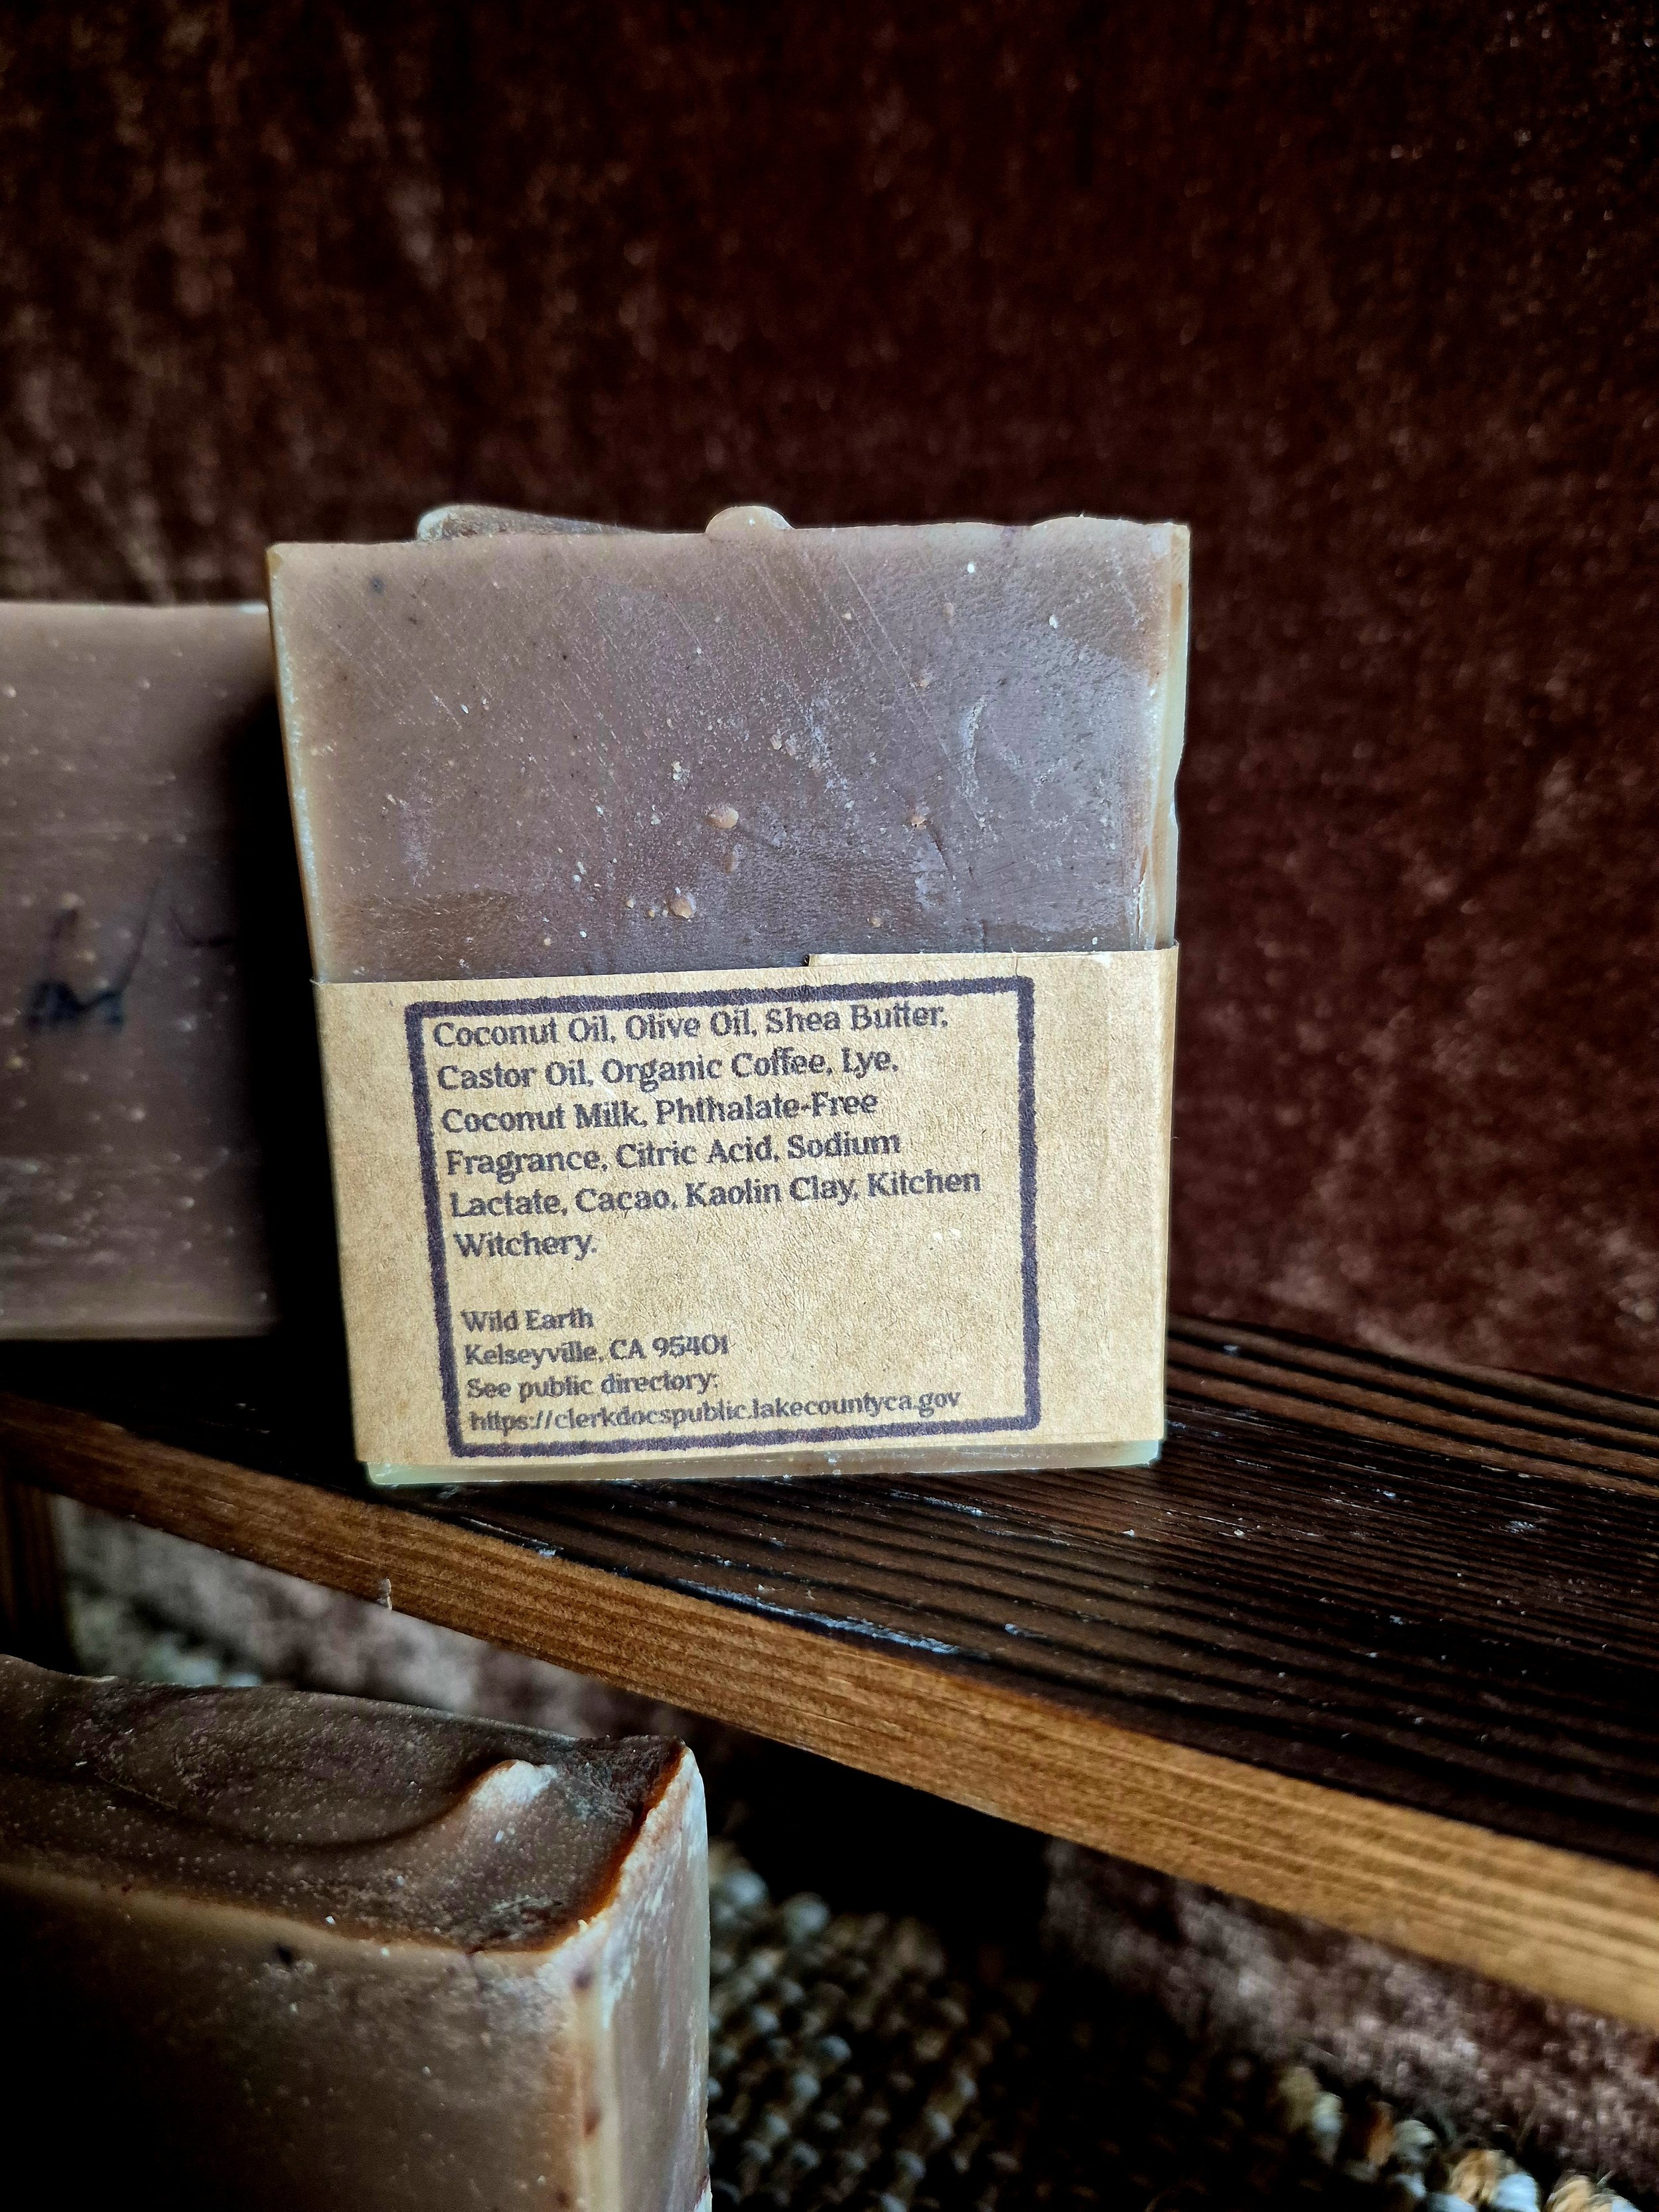 Coconut Oil, Olive Oil, Shea Butter,
Castor Oil, Organic Coffee, Lye,
Coconut Milk, Phthalate-Free
Fragrance, Citric Acid, Sodium
Lactate, Cacao, Kaolin Clay, Kitchen
Witchery.
Wild Earth
Kelseyville, CA 95401
See public directory:
https://clerkdocspublic.lakecountyca.gov